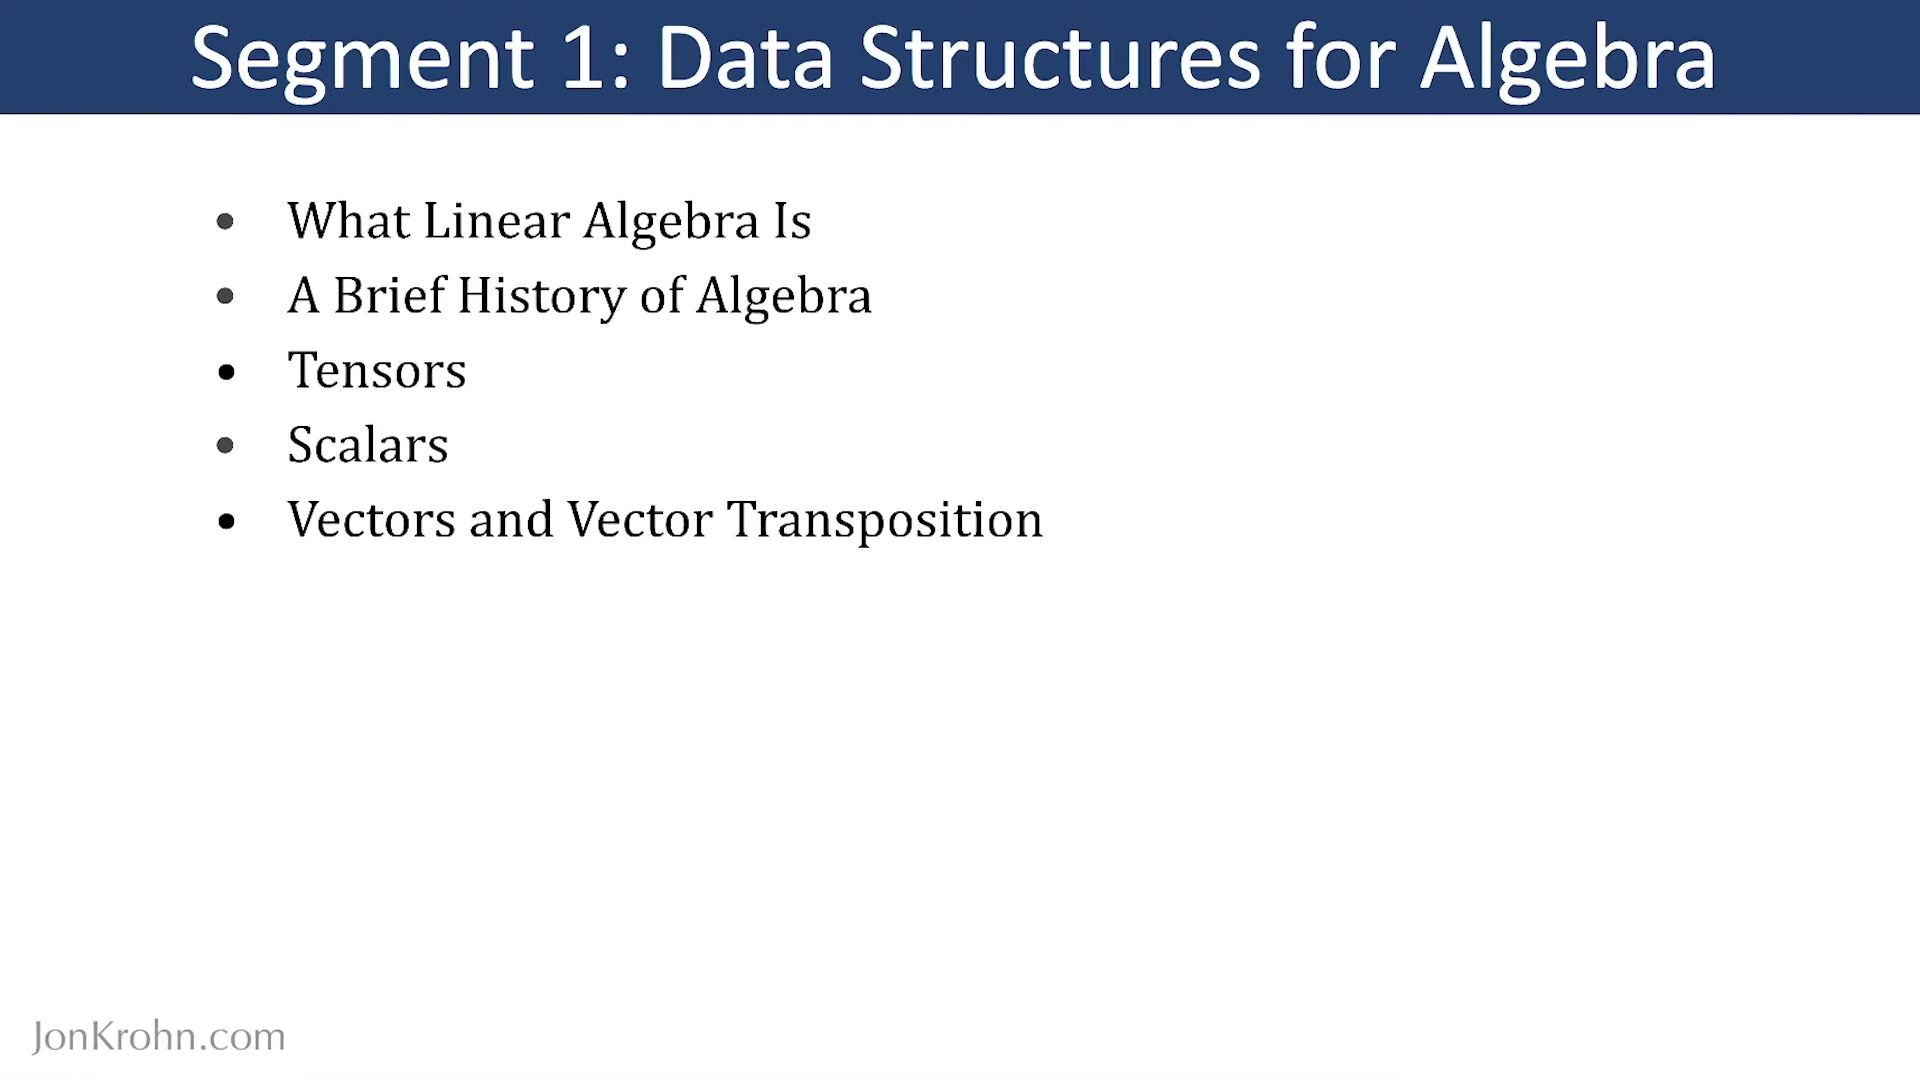 Segment 1: Data Structures for Algebra
• What Linear Algebra Is
• A Brief History of Algebra
• Tensors
• Scalars
• Vectors and Vector Transposition
JonKrohn.com